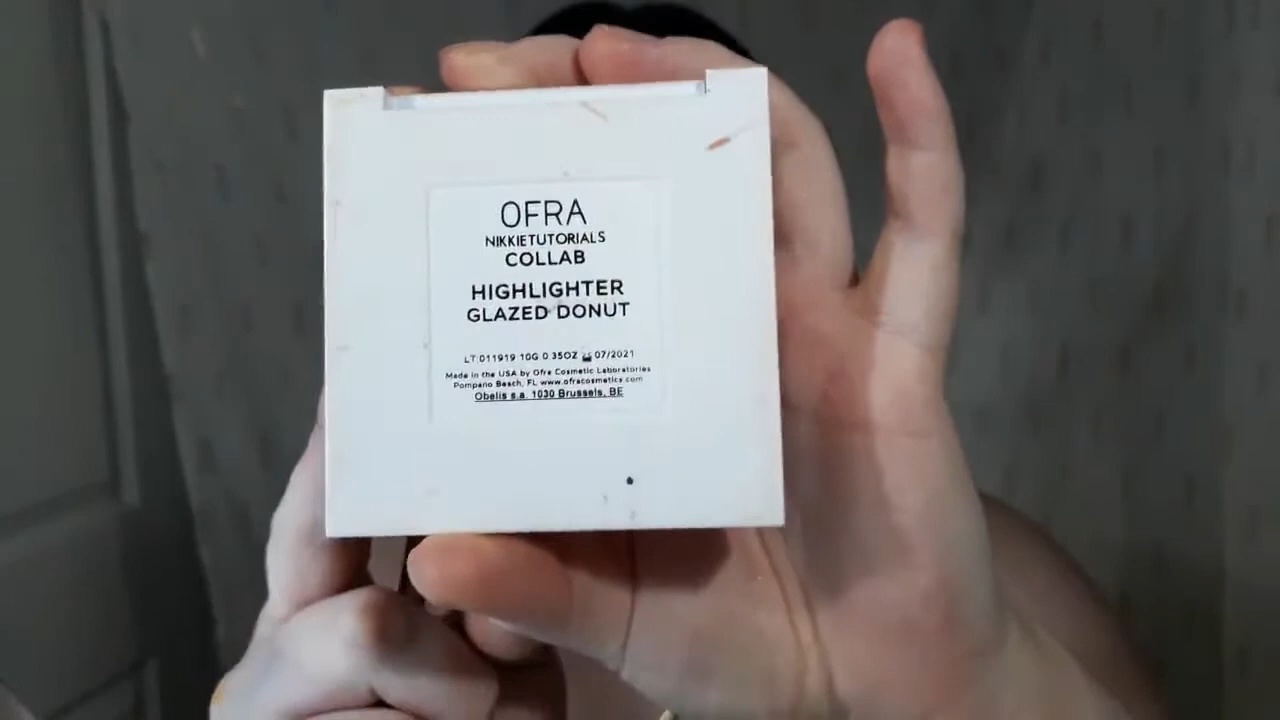 OFRA
NIKKIETUTORIALS
COLLAB
HIGHLIGHTER
GLAZED DONUT
LT:011919 10G 0.35OZ 07/2021
Made in the USA by Ofra Cosmetic Laboratories
Pompano Beach, FL www.ofracosmetics.com
Obelis s.a. 1030 Brussels, BE